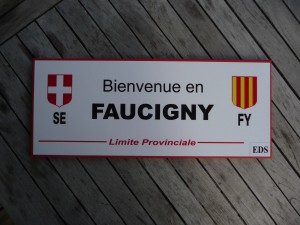 Bienvenue en
FAUCIGNY
SE
FY
Limite Provinciale
EDS